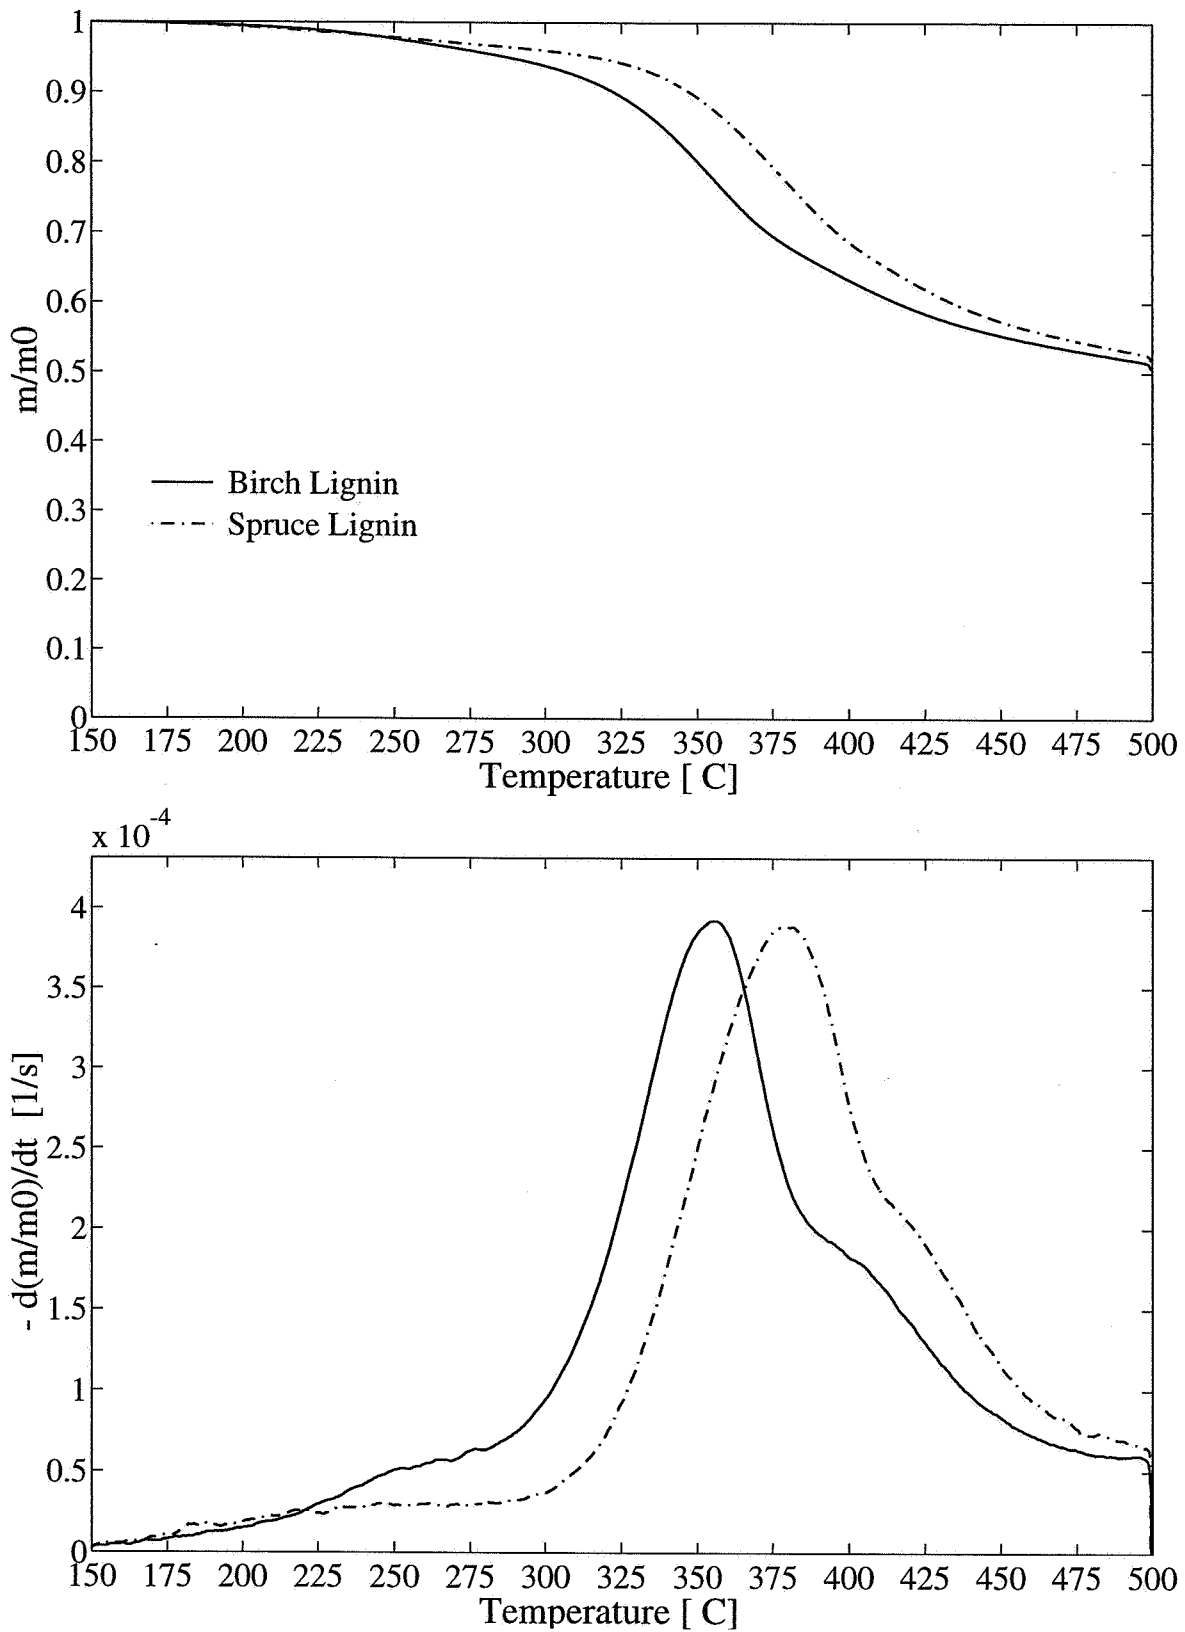 1
0.9
0.8
0.7
0.6
0.5
0.4
0.3
0.2
0.1
0
m/m0
Birch Lignin
Spruce Lignin
150 175 200 225 250 275 300 325 350 375 400 425 450 475 500
Temperature [ C]
x 10-4
4
3.5
3
2.5
2
1.5
1
0.5
0
- d(m/m0)/dt [1/s]
150 175 200 225 250 275 300 325 350 375 400 425 450 475 500
Temperature [ C]